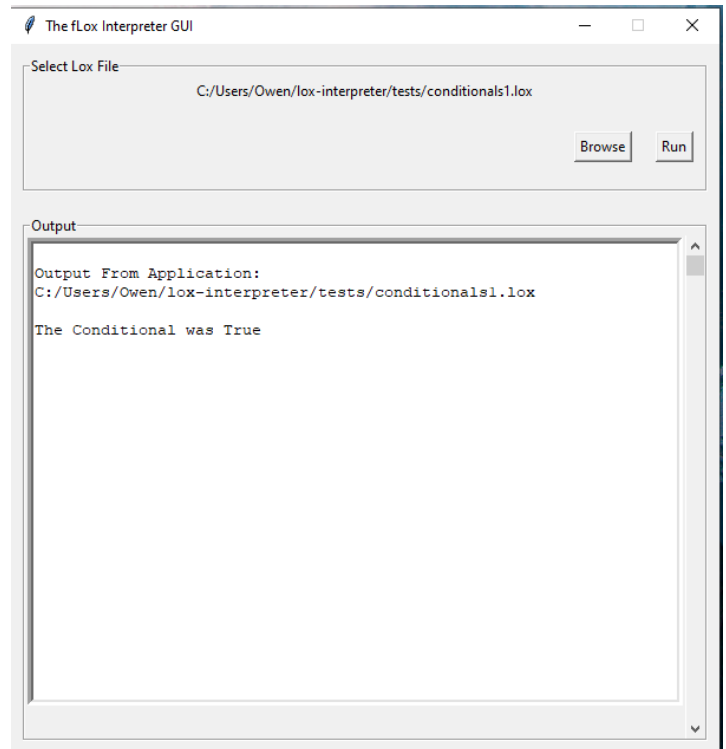 The fLox Interpreter GUI
Select Lox File
C:/Users/Owen/lox-interpreter/tests/conditionals1.lox
Browse
Run
Output
Output From Application:
C:/Users/Owen/lox-interpreter/tests/conditionals1.lox
The Conditional was True